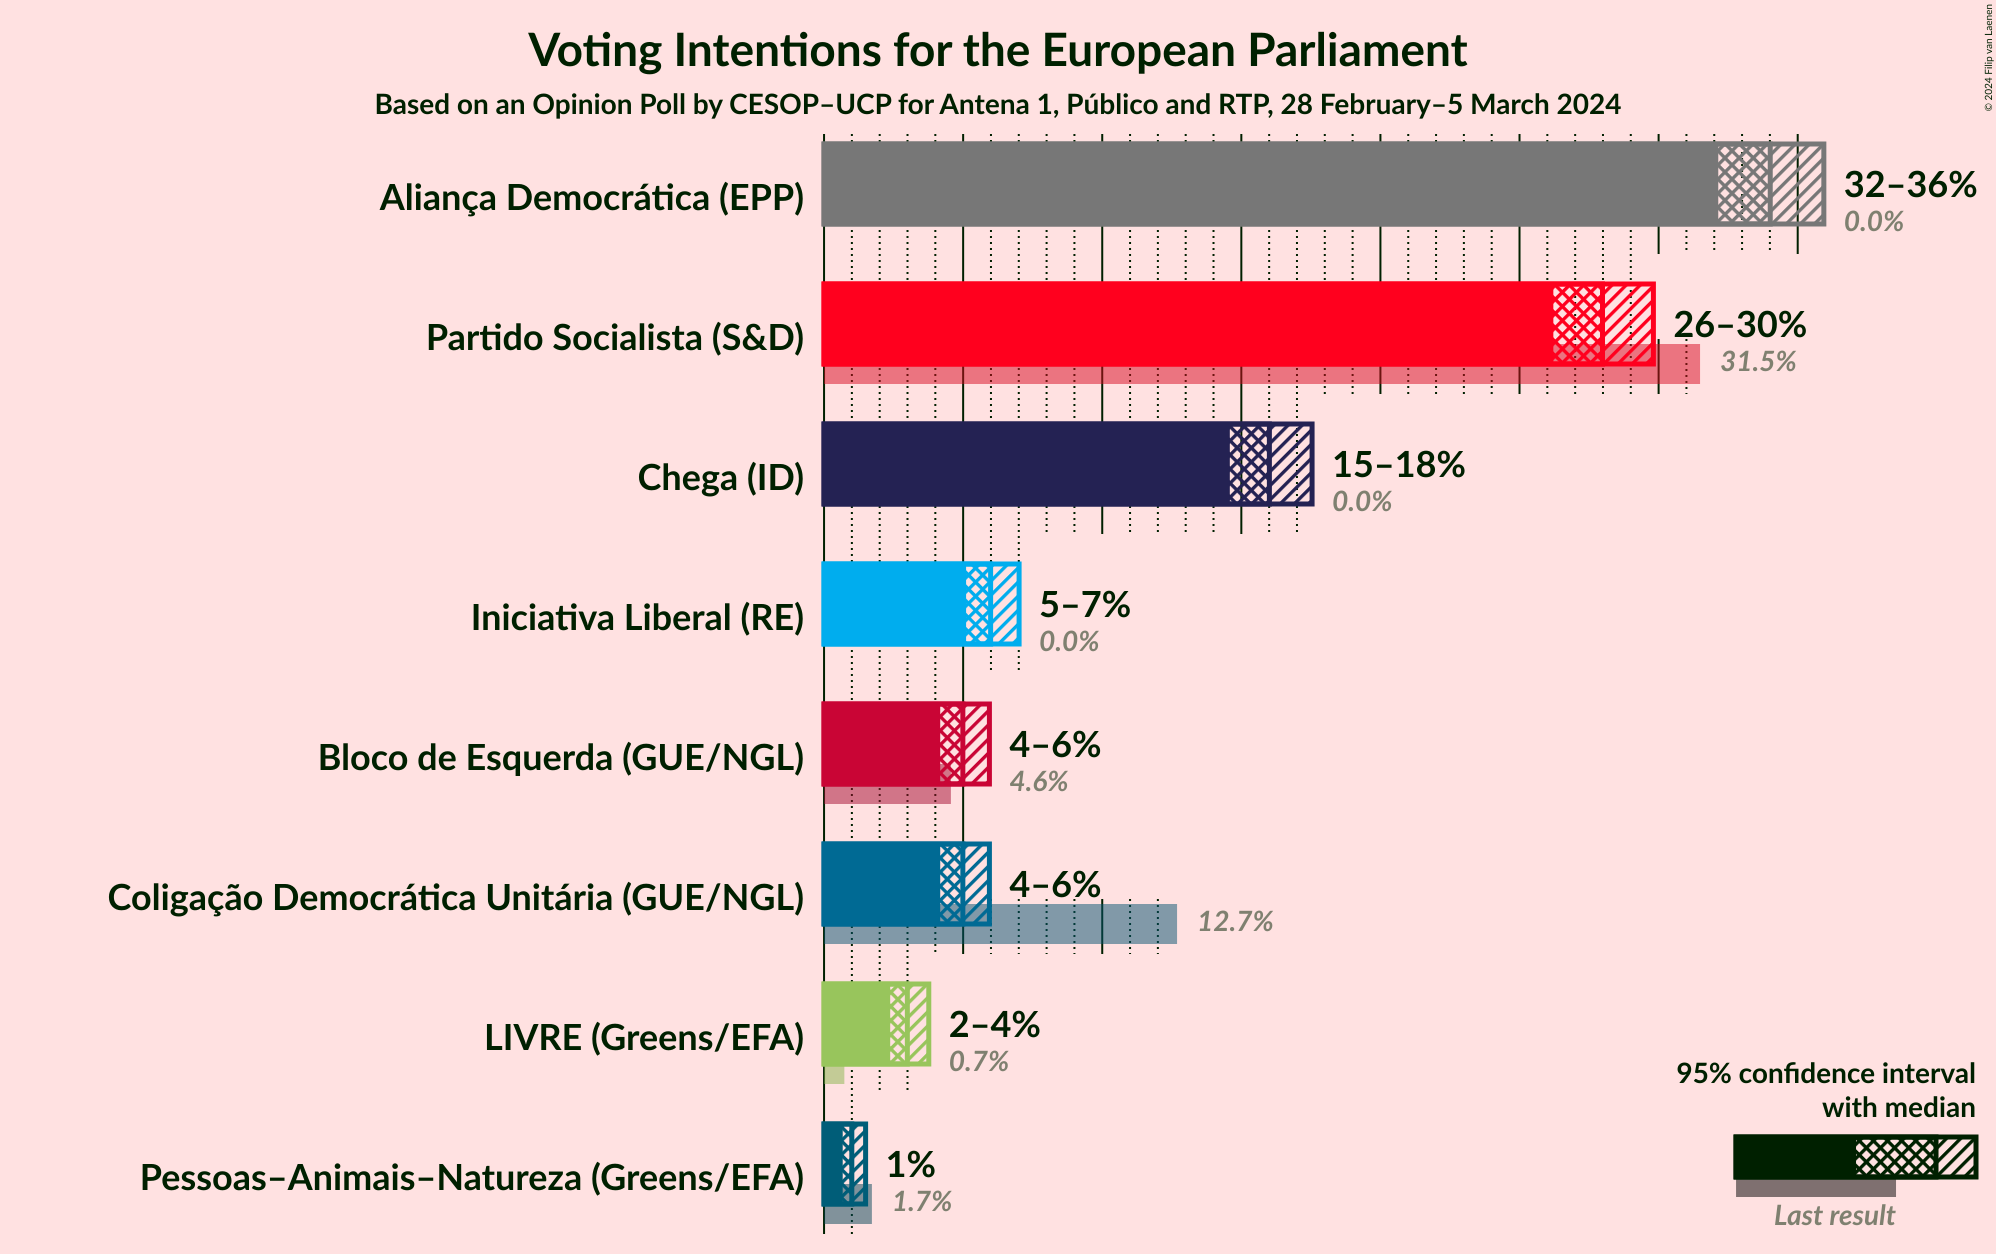 Voting Intentions for the European Parliament
Based on an Opinion Poll by CESOP–UCP for Antena 1, Público and RTP, 28 February–5 March 2024
© 2024 Filip van Laenen
Aliança Democrática (EPP)
32–36%
0.0%
Partido Socialista (S&D)
26–30%
31.5%
Chega (ID)
15–18%
0.0%
Iniciativa Liberal (RE)
5–7%
0.0%
Bloco de Esquerda (GUE/NGL)
4–6%
4.6%
Coligação Democrática Unitária (GUE/NGL)
4–6%
12.7%
LIVRE (Greens/EFA)
2–4%
0.7%
Pessoas–Animais–Natureza (Greens/EFA)
1%
1.7%
95% confidence interval
with median
Last result